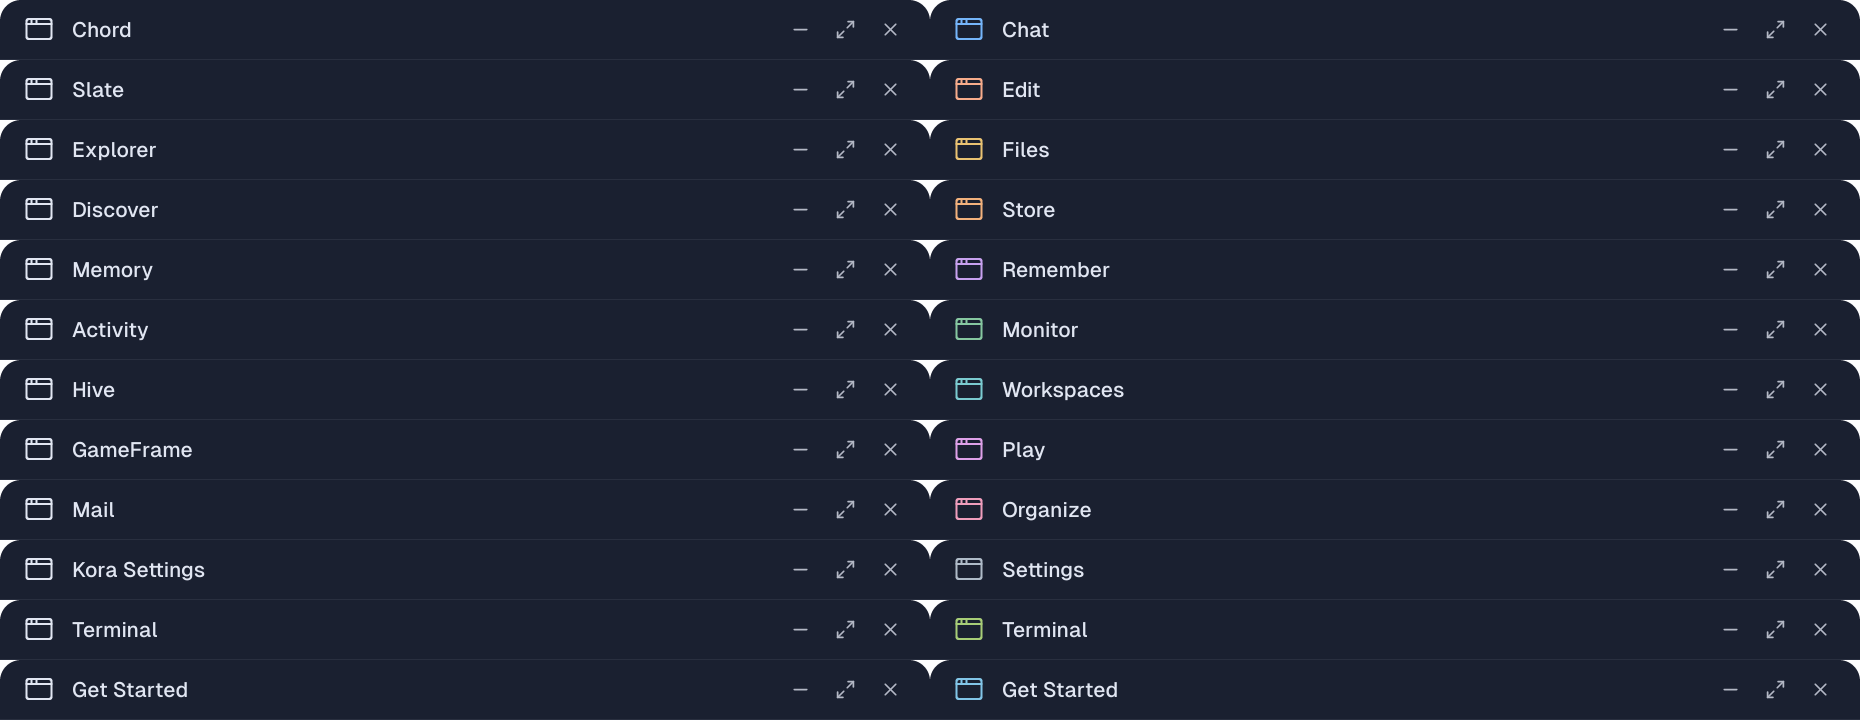 Chord Chat
Slate Edit
Explorer Files
Discover Store
Memory Remember
Activity Monitor
Hive Workspaces
GameFrame Play
Mail Organize
Kora Settings Settings
Terminal Terminal
Get Started Get Started